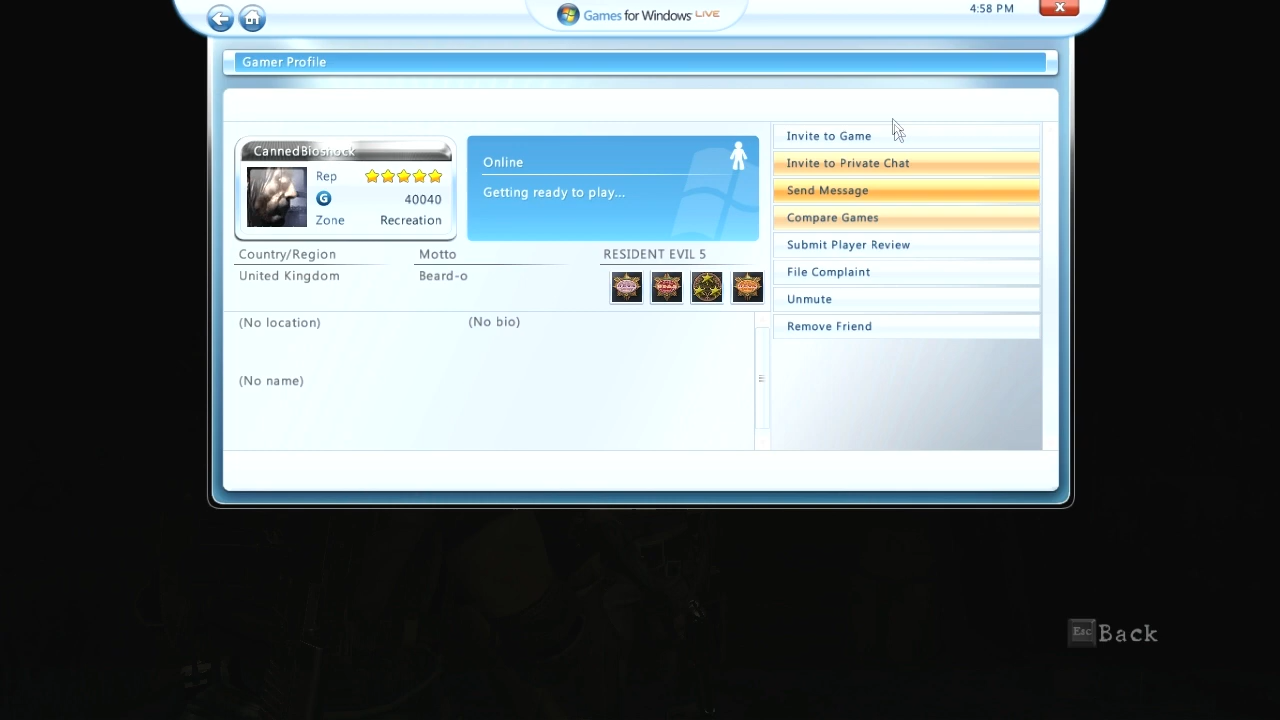 Games for Windows LIVE
4:58 PM
Gamer Profile
CannedBioshock
Rep
G 40040
Zone Recreation
Online
Getting ready to play...
Country/Region
United Kingdom
Motto
Beard-o
RESIDENT EVIL 5
(No location)
(No bio)
(No name)
Invite to Game
Invite to Private Chat
Send Message
Compare Games
Submit Player Review
File Complaint
Unmute
Remove Friend
Esc Back